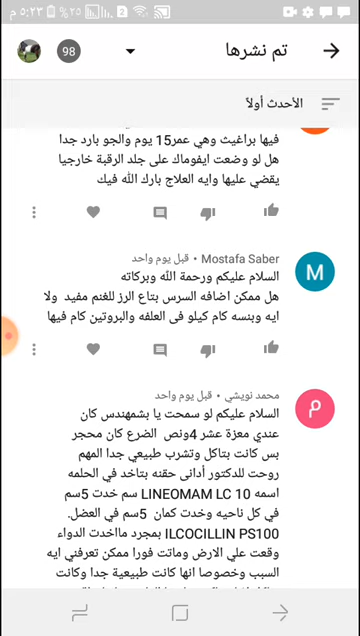 ٥:٢٣ م
٢٥%
2
تم نشرها
98
الأحدث أولاً
فيها براغيث وهي عمر15 يوم والجو بارد جدا
هل لو وضعت ايفوماك على جلد الرقبة خارجيا
يقضي عليها وايه العلاج بارك الله فيك
Mostafa Saber • قبل يوم واحد
M
السلام عليكم ورحمة الله وبركاته
هل ممكن اضافه السرس بتاع الرز للغنم مفيد ولا
ايه وبنسه كام كيلو فى العلفه والبروتين كام فيها
محمد نويشي • قبل يوم واحد
م
السلام عليكم لو سمحت يا بشمهندس كان
عندي معزة عشر 4ونص الضرع كان محجر
بس كانت بتاكل وتشرب طبيعي جدا المهم
روحت للدكتور أدانى حقنه بتاخد في الحلمه
اسمه LINEOMAM LC 10 سم خدت 5سم
في كل ناحيه وخدت كمان 5سم في العضل.
ILCOCILLIN PS100 بمجرد مااخدت الدواء
وقعت علي الارض وماتت فورا ممكن تعرفني ايه
السبب وخصوصا انها كانت طبيعية جدا وكانت